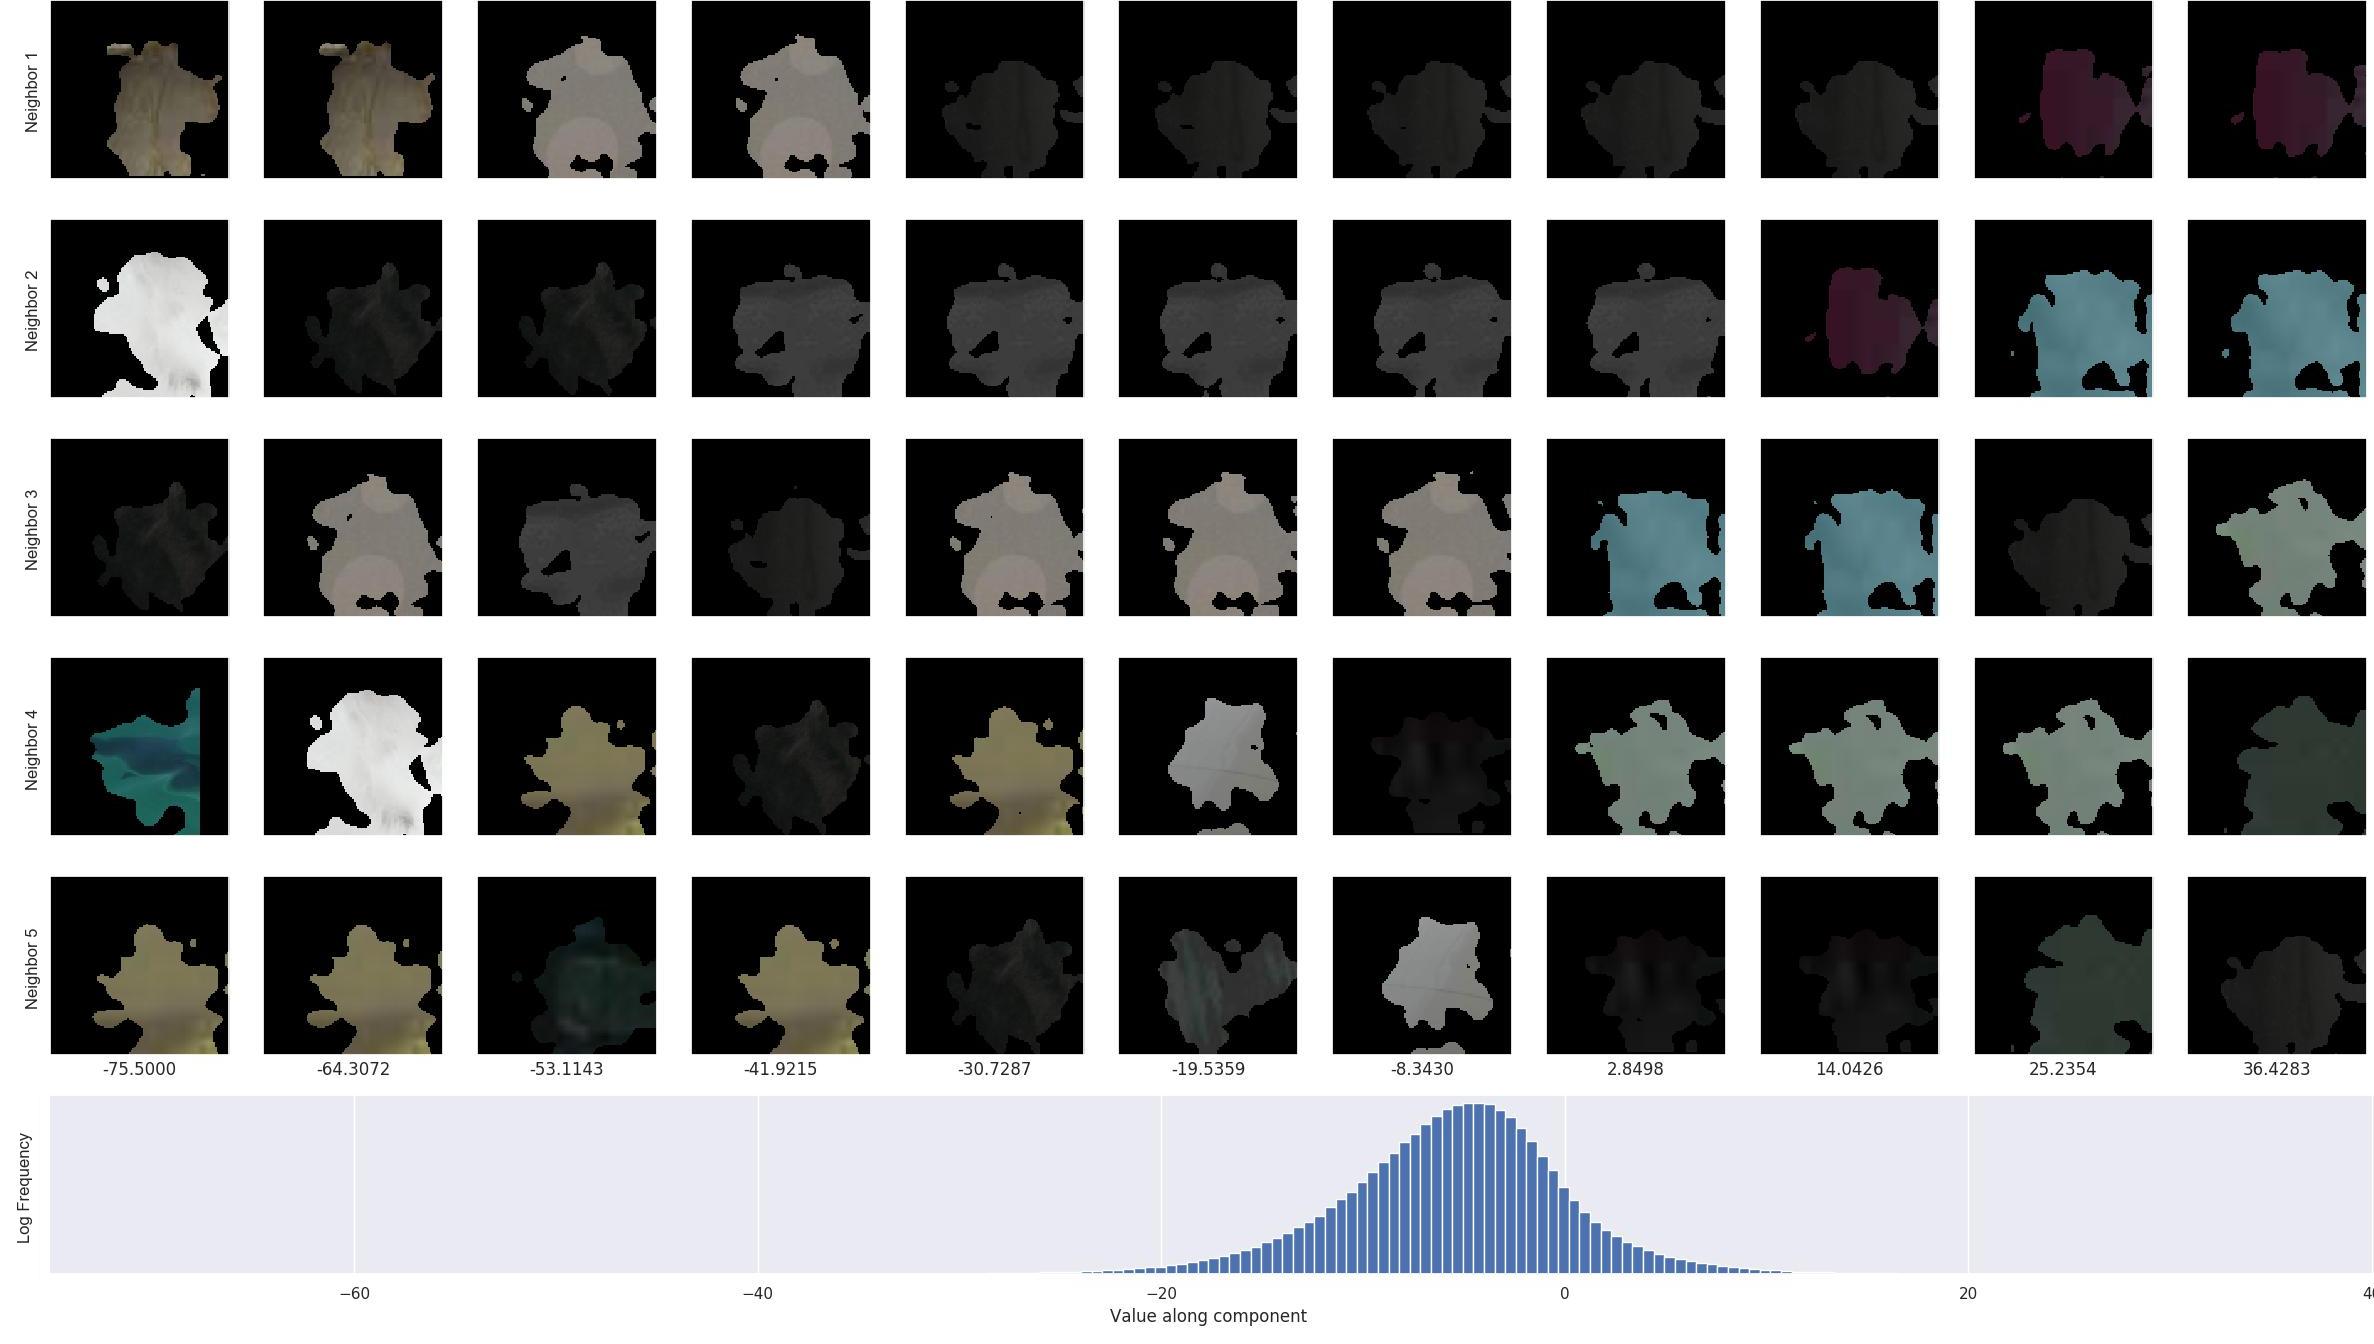 Neighbor 1
Neighbor 2
Neighbor 3
Neighbor 4
Neighbor 5
-75.5000 -64.3072 -53.1143 -41.9215 -30.7287 -19.5359 -8.3430 2.8498 14.0426 25.2354 36.4283
Log Frequency
−60 −40 −20 0 20
Value along component